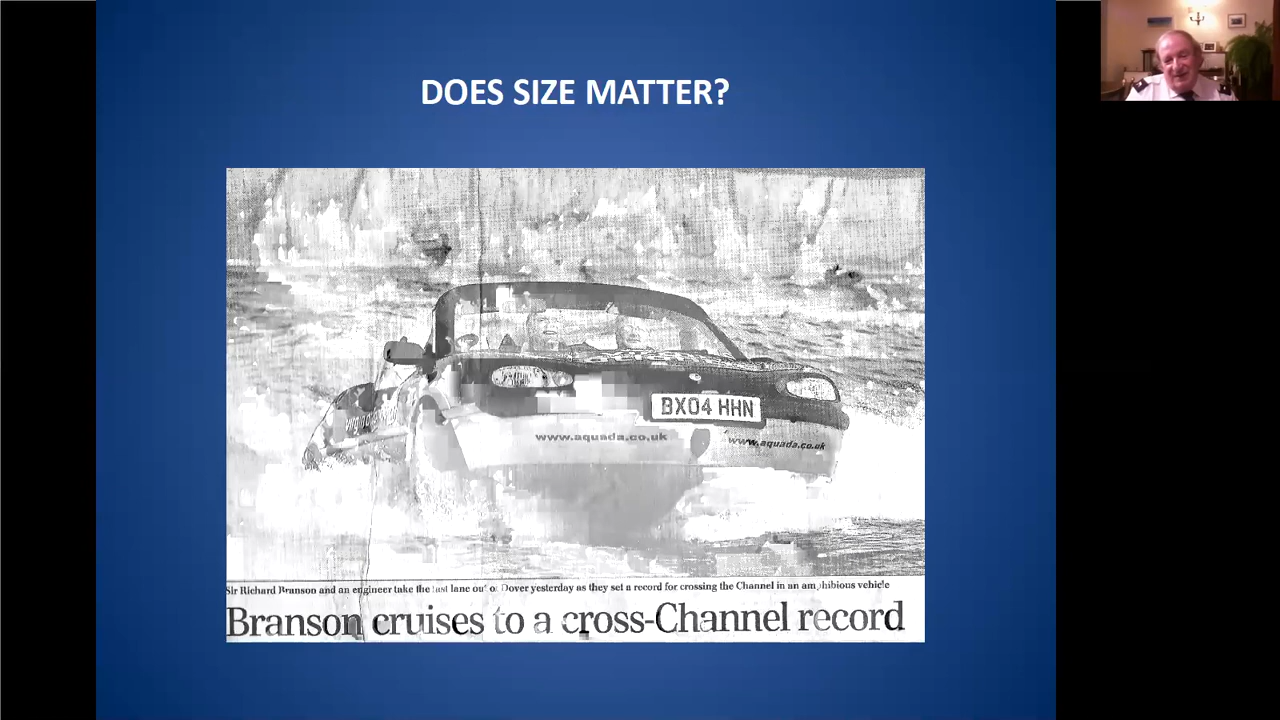 DOES SIZE MATTER?
BX04 HHN
www.aquada.co.uk
www.aquada.co.uk
Sir Richard Branson and an engineer take the fast lane out of Dover yesterday as they set a record for crossing the Channel in an amphibious vehicle
Branson cruises to a cross-Channel record